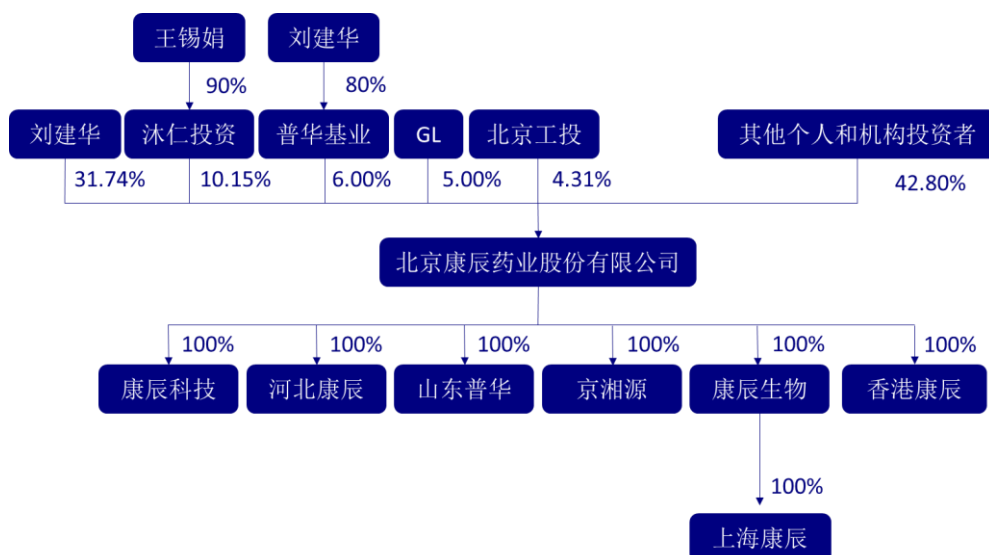 王锡娟 刘建华
90% 80%
刘建华 沐仁投资 普华基业 GL 北京工投 其他个人和机构投资者
31.74% 10.15% 6.00% 5.00% 4.31% 42.80%
北京康辰药业股份有限公司
100% 100% 100% 100% 100% 100%
康辰科技 河北康辰 山东普华 京湘源 康辰生物 香港康辰
100%
上海康辰